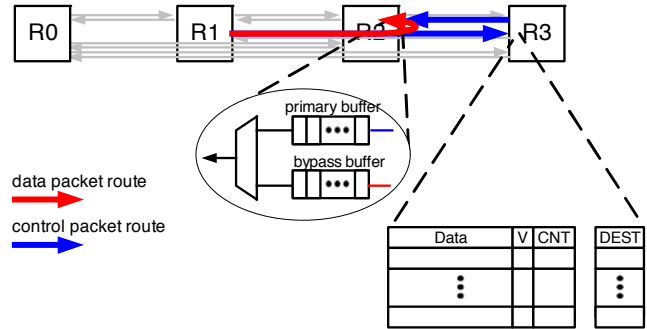 R0 R1 R2 R3
primary buffer
bypass buffer
data packet route
control packet route
Data V CNT DEST